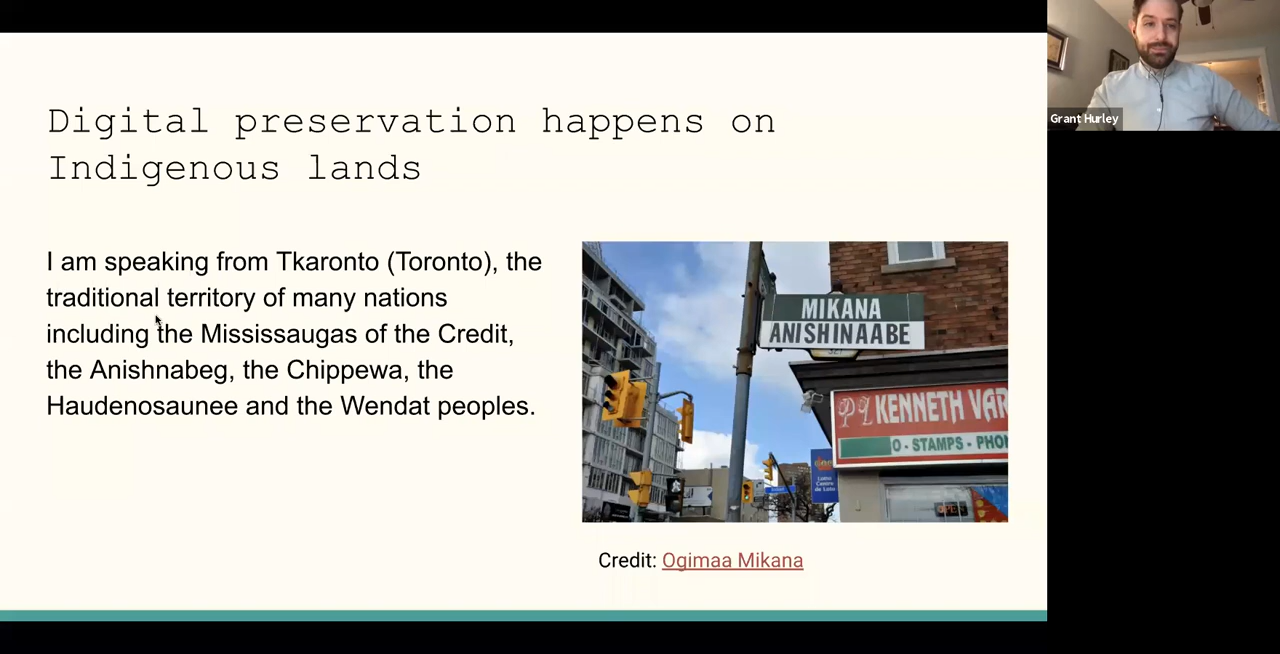 Digital preservation happens on
Indigenous lands
I am speaking from Tkaronto (Toronto), the
traditional territory of many nations
including the Mississaugas of the Credit,
the Anishnabeg, the Chippewa, the
Haudenosaunee and the Wendat peoples.
MIKANA
ANISHINAABE
KENNETH VAR
O - STAMPS - PHON
OPEN
Credit: Ogimaa Mikana
Grant Hurley